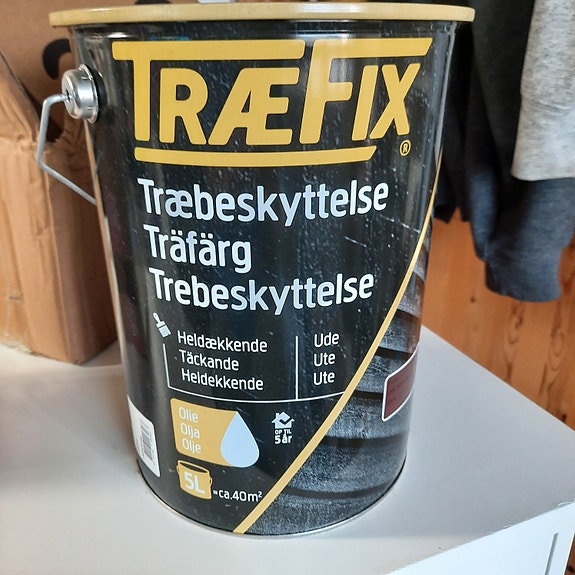 TRÆFIX®
Træbeskyttelse
Träfärg
Trebeskyttelse
Heldækkende
Täckande
Heldekkende
Ude
Ute
Ute
Olie
Olja
Olje
OP TIL
5 år
5L =ca.40m²